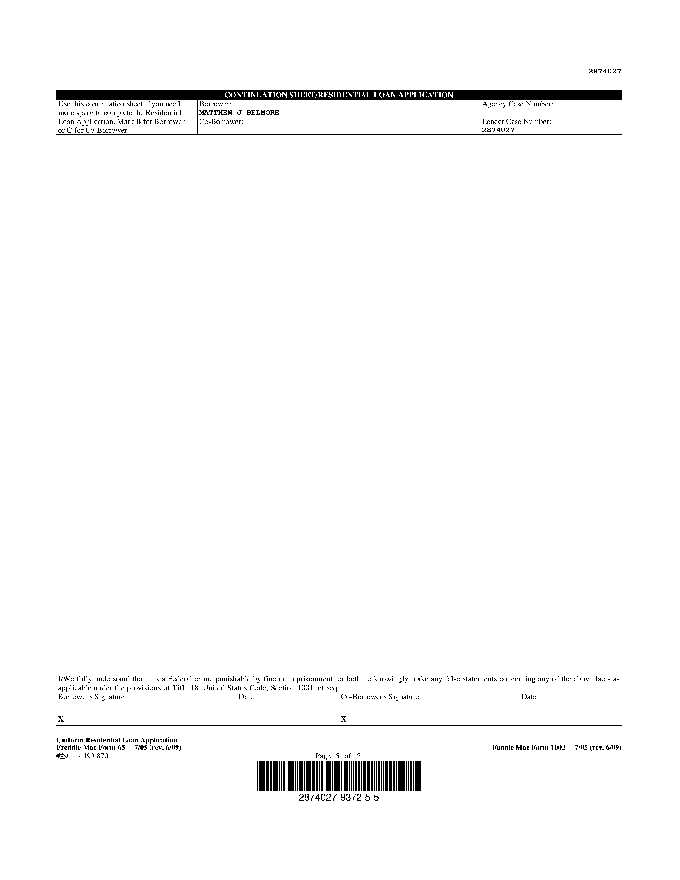 2874027
CONTINUATION SHEET/RESIDENTIAL LOAN APPLICATION
Use this continuation sheet if you need
more space to complete the Residential
Loan Application. Mark B for Borrower
or C for Co-Borrower.
Borrower:
MATTHEW J BELMORE
Co-Borrower:
Agency Case Number:
Lender Case Number:
2874027
I/We fully understand that it is a Federal crime punishable by fine or imprisonment, or both, to knowingly make any false statements concerning any of the above facts as
applicable under the provisions of Title 18, United States Code, Section 1001, et seq.
Borrower's Signature Date Co-Borrower's Signature Date
X X
Uniform Residential Loan Application
Freddie Mac Form 65 7/05 (rev. 6/09) Fannie Mae Form 1003 7/05 (rev. 6/09)
Page 5 of 5
2874027 9372 5 5